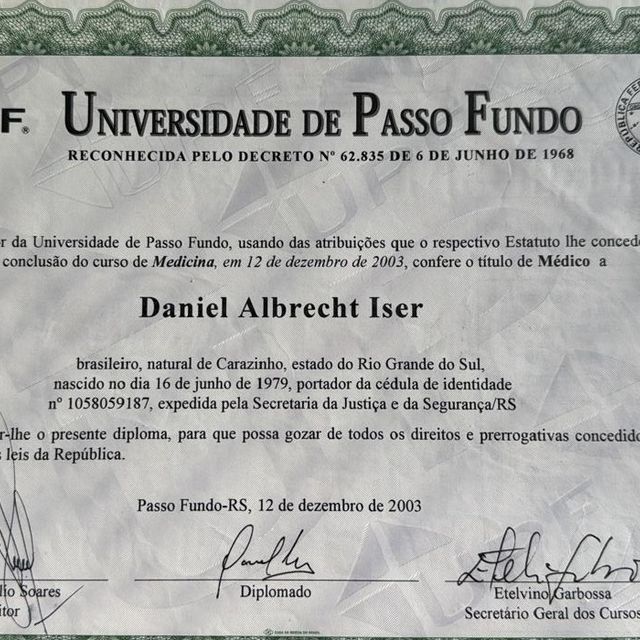 F®
UNIVERSIDADE DE PASSO FUNDO
RECONHECIDA PELO DECRETO Nº 62.835 DE 6 DE JUNHO DE 1968
REPÚBLICA FE
r da Universidade de Passo Fundo, usando das atribuições que o respectivo Estatuto lhe concede
conclusão do curso de Medicina, em 12 de dezembro de 2003, confere o título de Médico a
Daniel Albrecht Iser
brasileiro, natural de Carazinho, estado do Rio Grande do Sul,
nascido no dia 16 de junho de 1979, portador da cédula de identidade
nº 1058059187, expedida pela Secretaria da Justiça e da Segurança/RS
r-lhe o presente diploma, para que possa gozar de todos os direitos e prerrogativas concedido
leis da República.
Passo Fundo-RS, 12 de dezembro de 2003
lio Soares
itor
Diplomado
Etelvino Garbossa
Secretário Geral dos Cursos